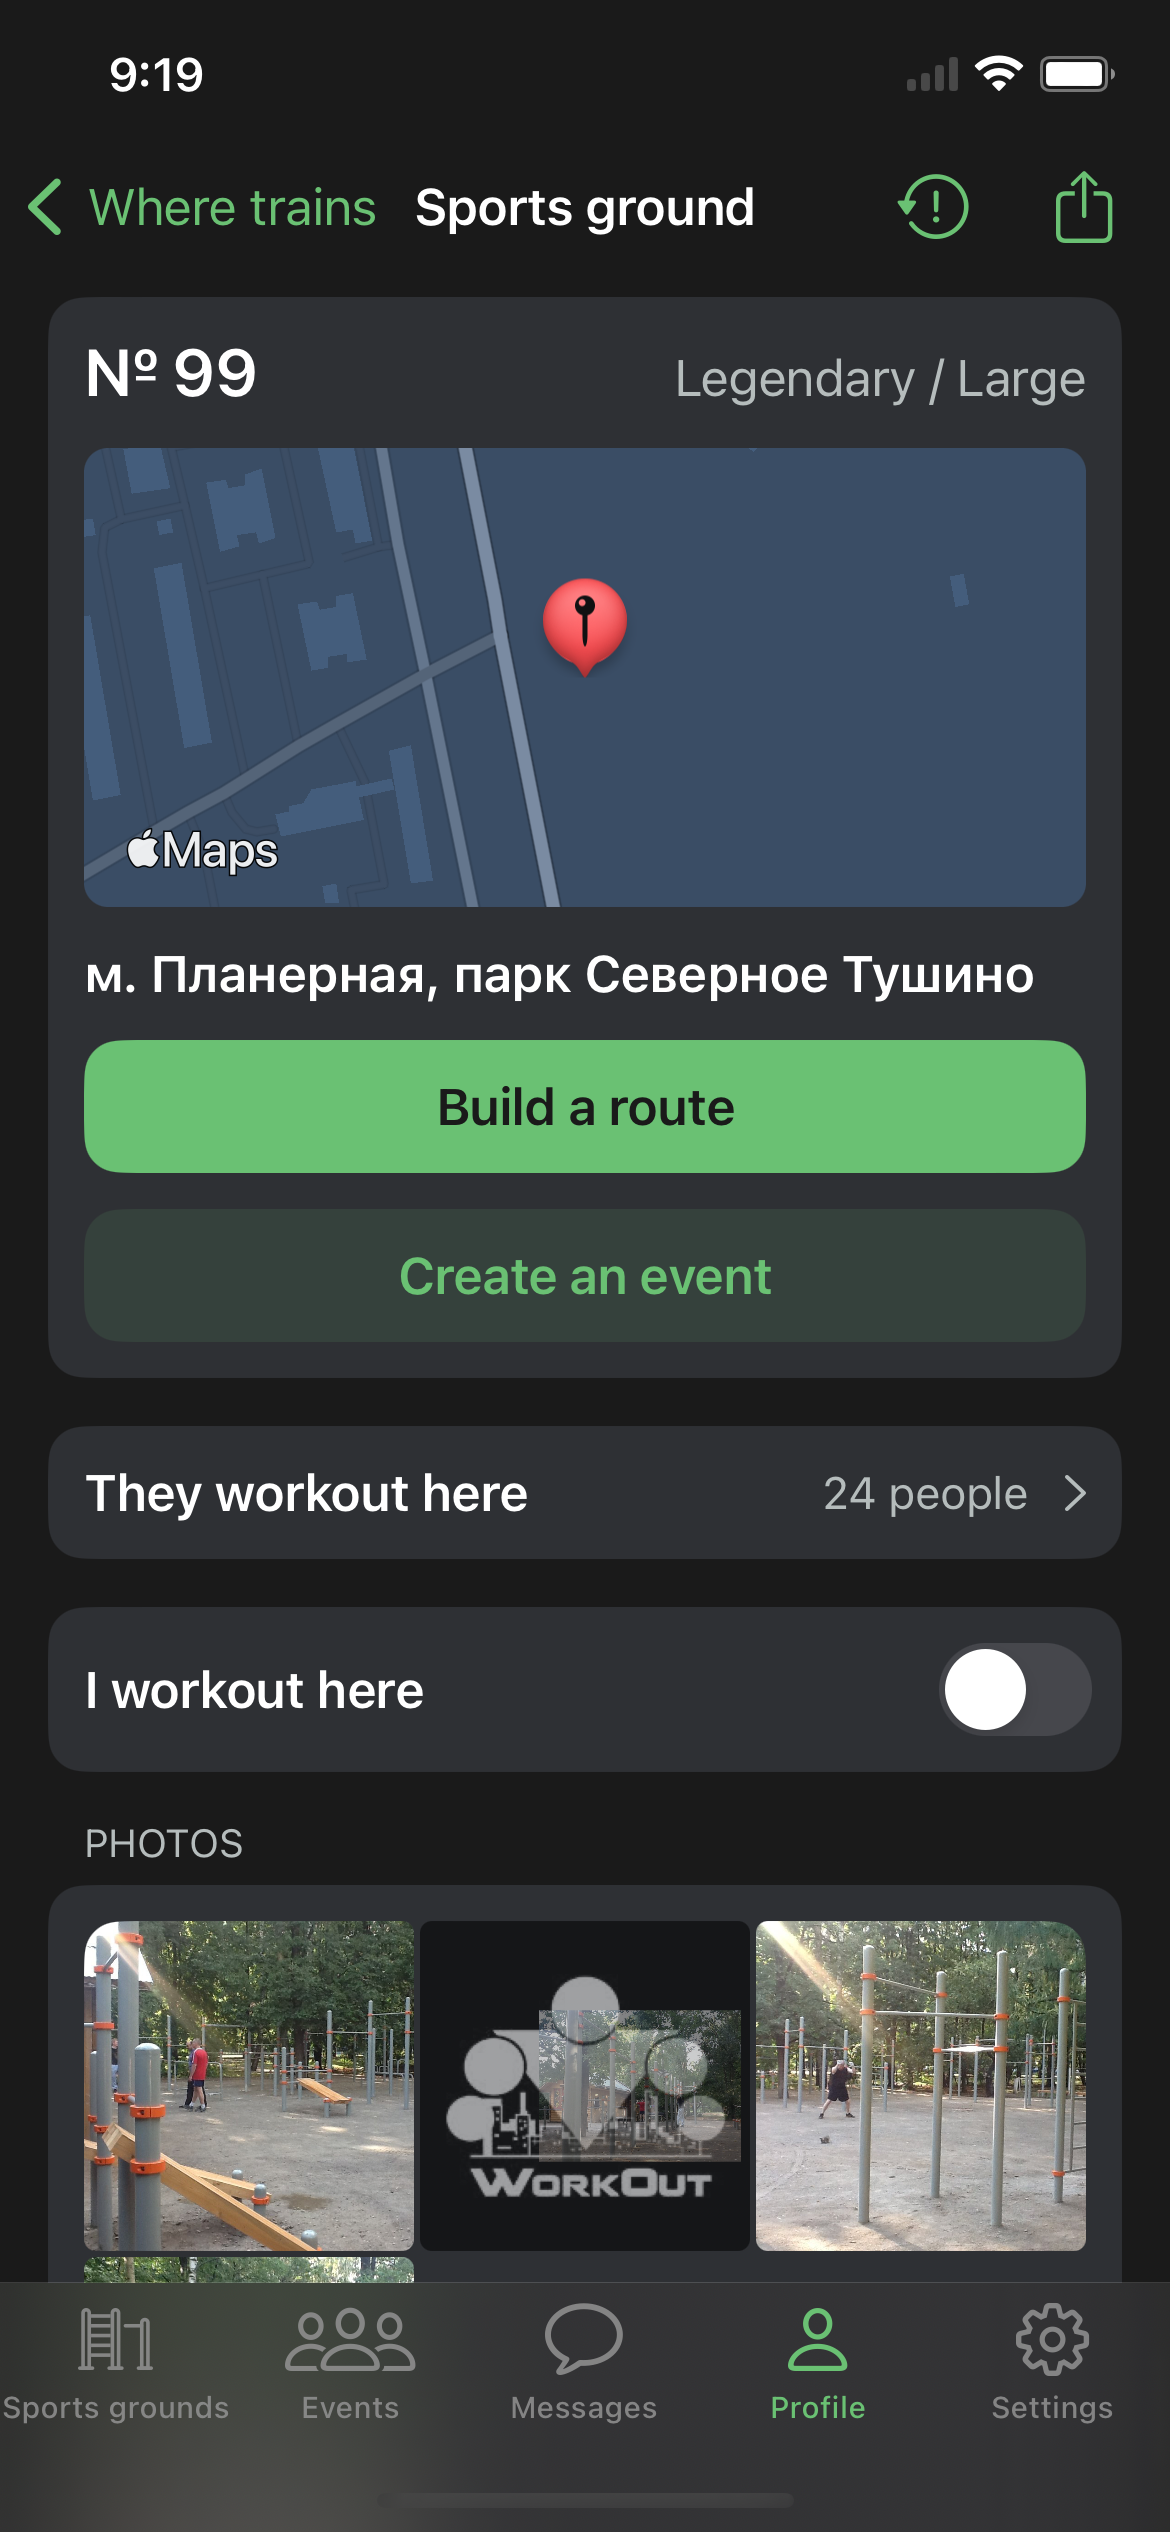 9:19
Where trains Sports ground
№ 99 Legendary / Large
Maps
м. Планерная, парк Северное Тушино
Build a route
Create an event
They workout here 24 people
I workout here
PHOTOS
WORKOUT
Sports grounds Events Messages Profile Settings